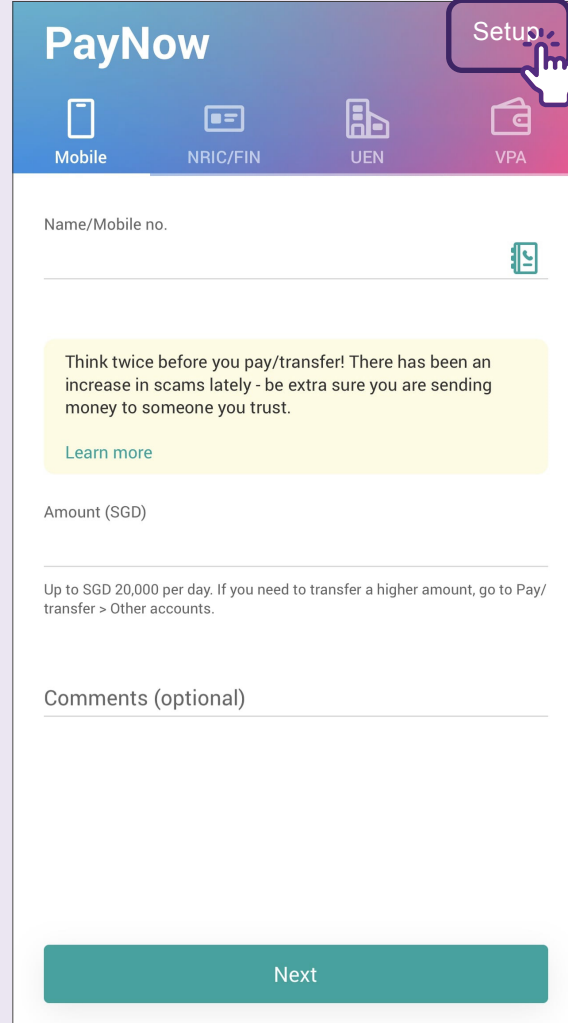 PayNow
Setup
Mobile
NRIC/FIN
UEN
VPA
Name/Mobile no.
Think twice before you pay/transfer! There has been an
increase in scams lately - be extra sure you are sending
money to someone you trust.
Learn more
Amount (SGD)
Up to SGD 20,000 per day. If you need to transfer a higher amount, go to Pay/
transfer > Other accounts.
Comments (optional)
Next